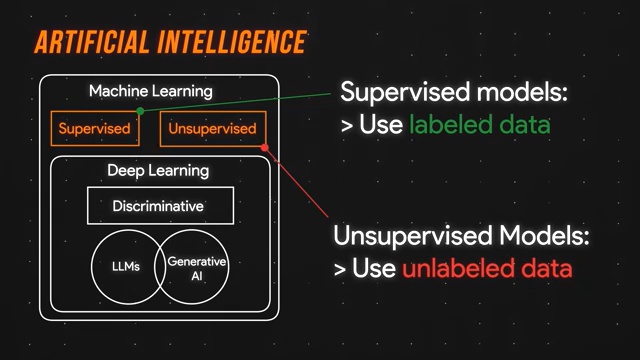 ARTIFICIAL INTELLIGENCE
Machine Learning
Supervised
Unsupervised
Deep Learning
Discriminative
LLMs
Generative
AI
Supervised models:
> Use labeled data
Unsupervised Models:
> Use unlabeled data